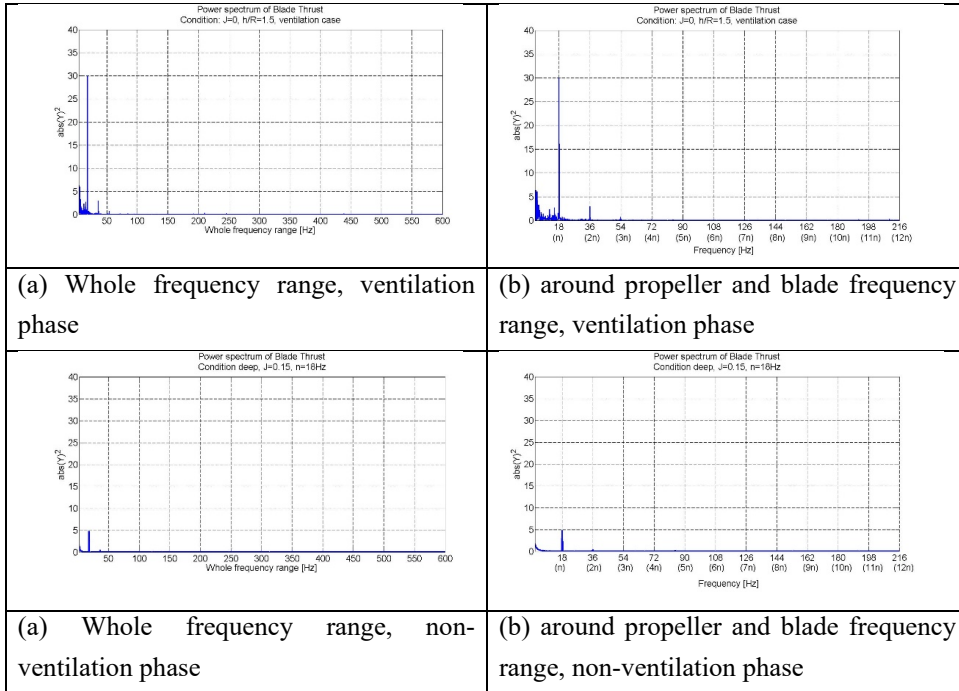 Power spectrum of Blade Thrust
Condition: J=0, h/R=1.5, ventilation case
40
35
30
25
20
15
10
5
0
abs(Y)^2
50 100 150 200 250 300 350 400 450 500 550 600
Whole frequency range [Hz]
Power spectrum of Blade Thrust
Condition: J=0, h/R=1.5, ventilation case
40
35
30
25
20
15
10
5
0
abs(Y)^2
18 36 54 72 90 108 126 144 162 180 198 216
(n) (2n) (3n) (4n) (5n) (6n) (7n) (8n) (9n) (10n) (11n) (12n)
Frequency [Hz]
(a) Whole frequency range, ventilation
phase
(b) around propeller and blade frequency
range, ventilation phase
Power spectrum of Blade Thrust
Condition deep, J=0.15, n=18Hz
40
35
30
25
20
15
10
5
0
abs(Y)^2
50 100 150 200 250 300 350 400 450 500 550 600
Whole frequency range [Hz]
Power spectrum of Blade Thrust
Condition deep, J=0.15, n=18Hz
40
35
30
25
20
15
10
5
0
abs(Y)^2
18 36 54 72 90 108 126 144 162 180 198 216
(n) (2n) (3n) (4n) (5n) (6n) (7n) (8n) (9n) (10n) (11n) (12n)
Frequency [Hz]
(a) Whole frequency range, non-
ventilation phase
(b) around propeller and blade frequency
range, non-ventilation phase